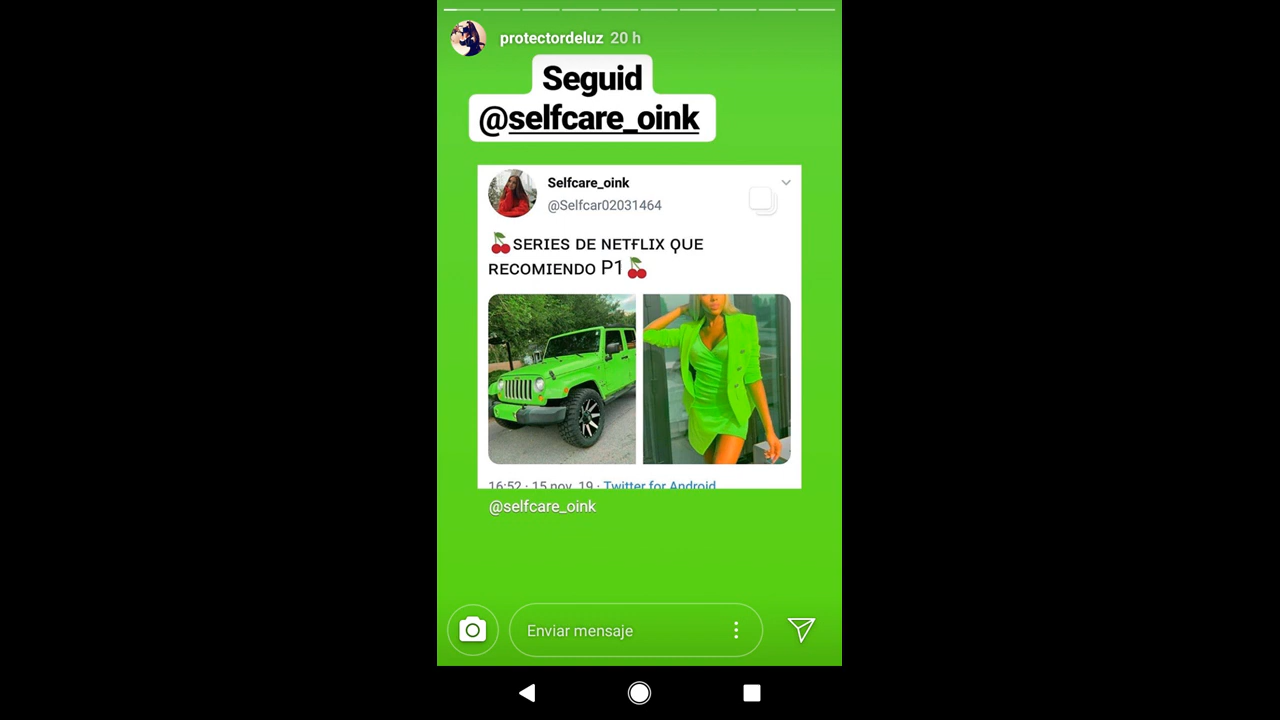 protectordeluz 20 h
Seguid
@selfcare_oink
Selfcare_oink
@Selfcar02031464
🍒SERIES DE NETFLIX QUE
RECOMIENDO P1🍒
16:52 · 15 nov. 19 · Twitter for Android
@selfcare_oink
Enviar mensaje